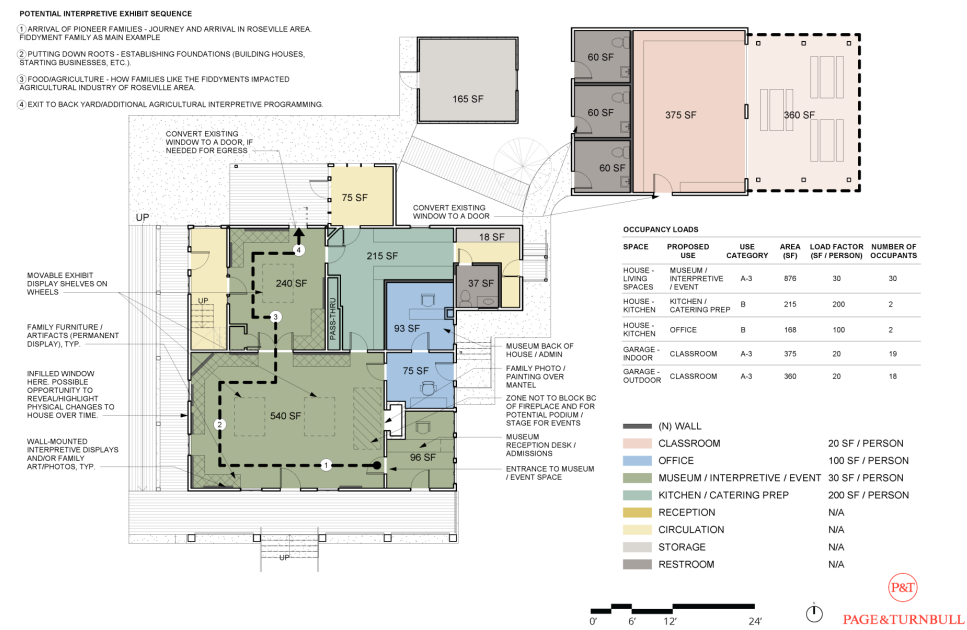 POTENTIAL INTERPRETIVE EXHIBIT SEQUENCE
1 ARRIVAL OF PIONEER FAMILIES - JOURNEY AND ARRIVAL IN ROSEVILLE AREA.
FIDDYMENT FAMILY AS MAIN EXAMPLE
2 PUTTING DOWN ROOTS - ESTABLISHING FOUNDATIONS (BUILDING HOUSES,
STARTING BUSINESSES, ETC.).
3 FOOD/AGRICULTURE - HOW FAMILIES LIKE THE FIDDYMENTS IMPACTED
AGRICULTURAL INDUSTRY OF ROSEVILLE AREA.
4 EXIT TO BACK YARD/ADDITIONAL AGRICULTURAL INTERPRETIVE PROGRAMMING.
CONVERT EXISTING
WINDOW TO A DOOR, IF
NEEDED FOR EGRESS
165 SF
60 SF
60 SF
60 SF
375 SF
360 SF
CONVERT EXISTING
WINDOW TO A DOOR
UP
75 SF
18 SF
215 SF
37 SF
4
240 SF
UP
3
PASS-THRU
93 SF
75 SF
540 SF
2
1
96 SF
UP
MOVABLE EXHIBIT
DISPLAY SHELVES ON
WHEELS
FAMILY FURNITURE /
ARTIFACTS (PERMANENT
DISPLAY), TYP.
INFILLED WINDOW
HERE. POSSIBLE
OPPORTUNITY TO
REVEAL/HIGHLIGHT
PHYSICAL CHANGES TO
HOUSE OVER TIME.
WALL-MOUNTED
INTERPRETIVE DISPLAYS
AND/OR FAMILY
ART/PHOTOS, TYP.
MUSEUM BACK OF
HOUSE / ADMIN
FAMILY PHOTO /
PAINTING OVER
MANTEL
ZONE NOT TO BLOCK BC
OF FIREPLACE AND FOR
POTENTIAL PODIUM /
STAGE FOR EVENTS
MUSEUM
RECEPTION DESK /
ADMISSIONS
ENTRANCE TO MUSEUM
/ EVENT SPACE
OCCUPANCY LOADS
SPACE PROPOSED USE USE CATEGORY AREA (SF) LOAD FACTOR (SF / PERSON) NUMBER OF OCCUPANTS
HOUSE - LIVING SPACES MUSEUM / INTERPRETIVE / EVENT A-3 876 30 30
HOUSE - KITCHEN KITCHEN / CATERING PREP B 215 200 2
HOUSE - KITCHEN OFFICE B 168 100 2
GARAGE - INDOOR CLASSROOM A-3 375 20 19
GARAGE - OUTDOOR CLASSROOM A-3 360 20 18
(N) WALL
CLASSROOM 20 SF / PERSON
OFFICE 100 SF / PERSON
MUSEUM / INTERPRETIVE / EVENT 30 SF / PERSON
KITCHEN / CATERING PREP 200 SF / PERSON
RECEPTION N/A
CIRCULATION N/A
STORAGE N/A
RESTROOM N/A
0' 6' 12' 24'
P&T
PAGE & TURNBULL